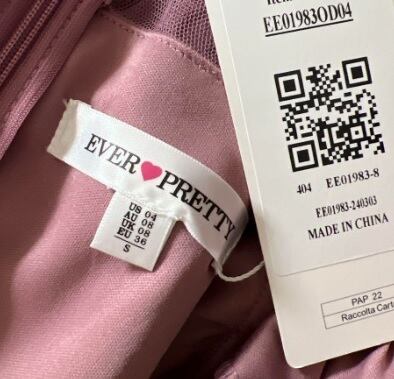 EVER PRETTY
US 04
AU 08
UK 08
EU 36
S
EE01983OD04
404 EE01983-8
EE01983-240303
MADE IN CHINA
PAP 22
Raccolta